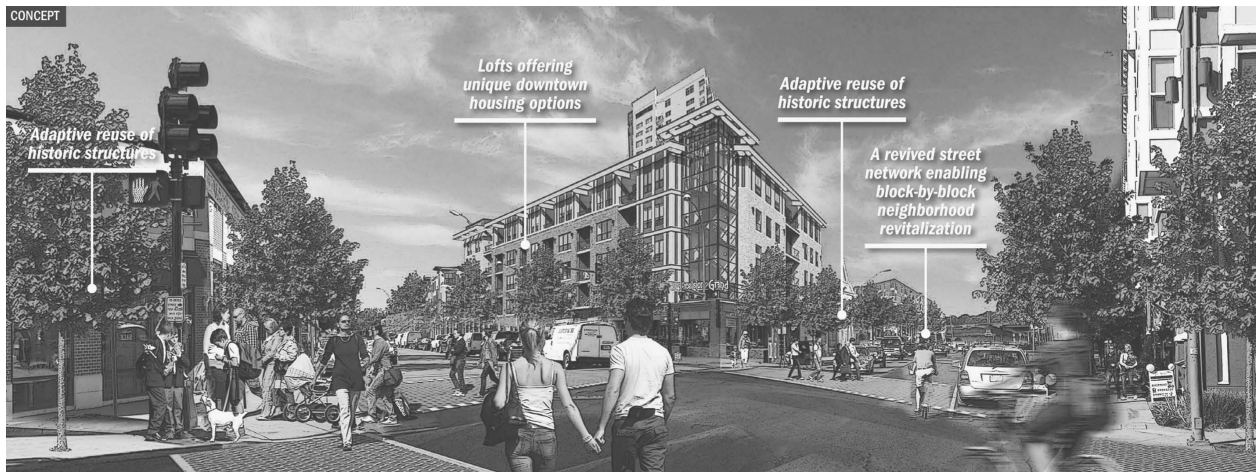 CONCEPT
Adaptive reuse of
historic structures
Lofts offering
unique downtown
housing options
Adaptive reuse of
historic structures
A revived street
network enabling
block-by-block
neighborhood
revitalization